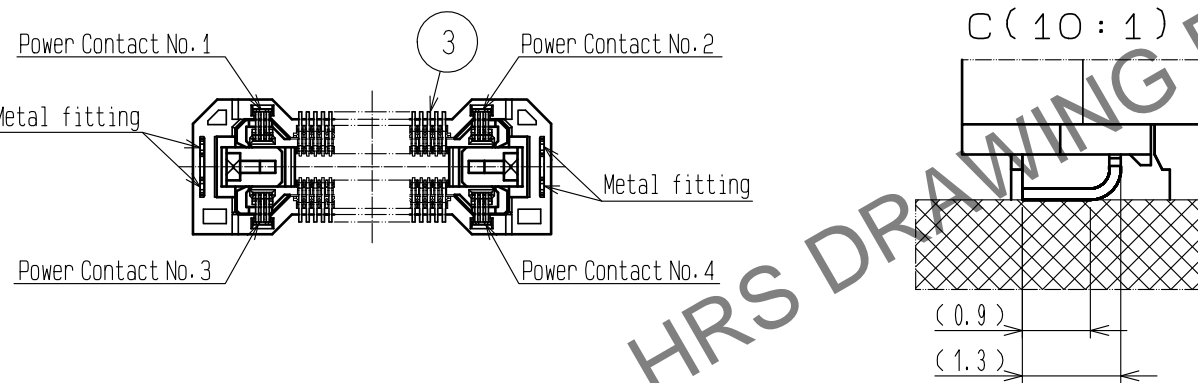 Power Contact No.1
3
Power Contact No.2
C(10:1)
Metal fitting
Metal fitting
Power Contact No.3
Power Contact No.4
(0.9)
(1.3)
HRS DRAWING